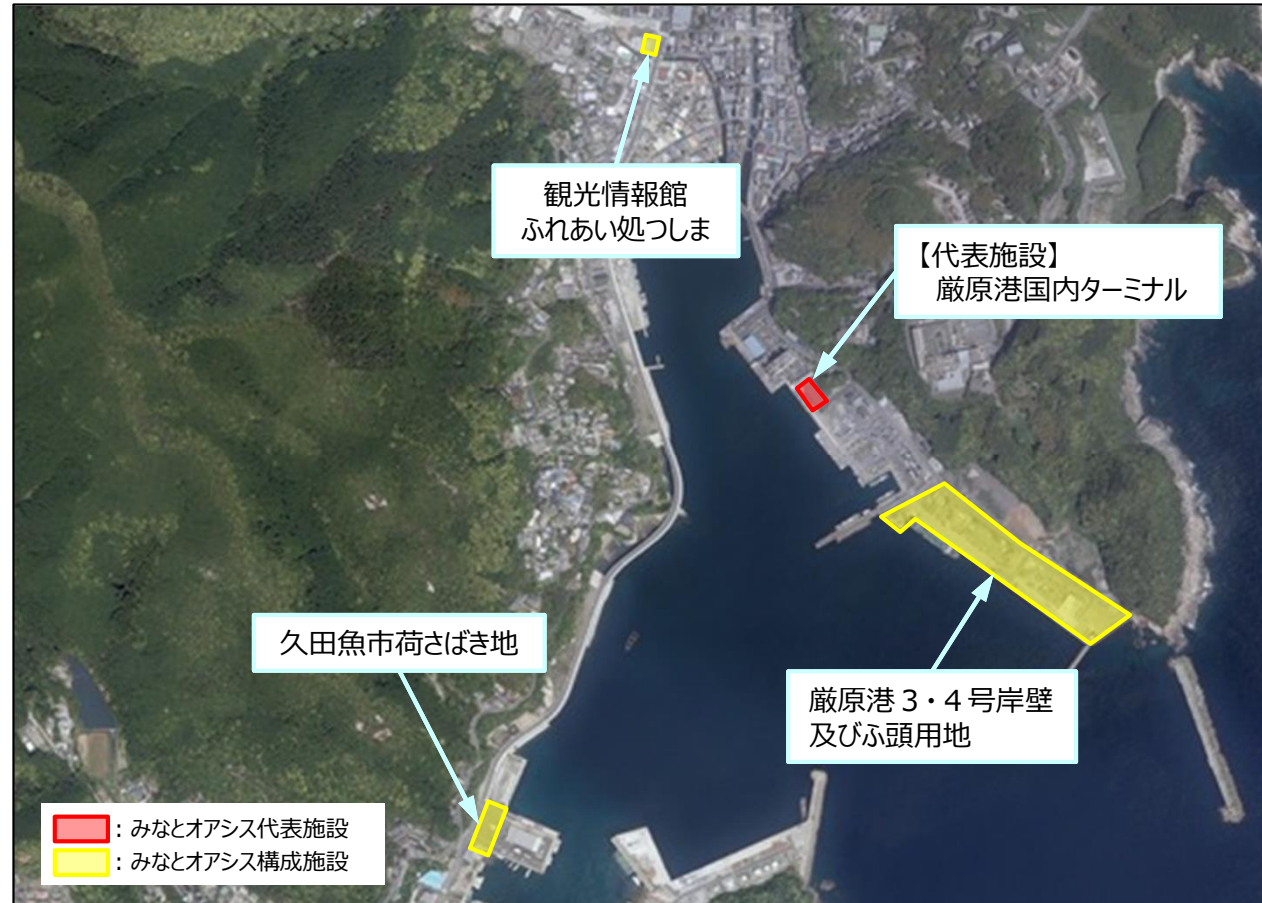 観光情報館
ふれあい処つしま
【代表施設】
厳原港国内ターミナル
久田魚市荷さばき地
厳原港3・4号岸壁
及びふ頭用地
:みなとオアシス代表施設
:みなとオアシス構成施設